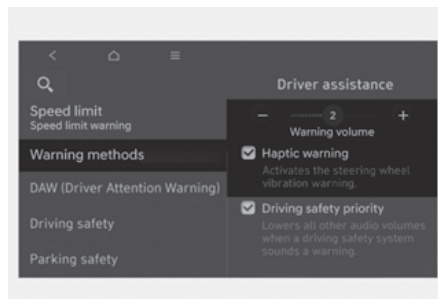 Driver assistance
Speed limit
Speed limit warning
Warning methods
DAW (Driver Attention Warning)
Driving safety
Parking safety
− 2 +
Warning volume
Haptic warning
Activates the steering wheel
vibration warning.
Driving safety priority
Lowers all other audio volumes
when a driving safety system
sounds a warning.